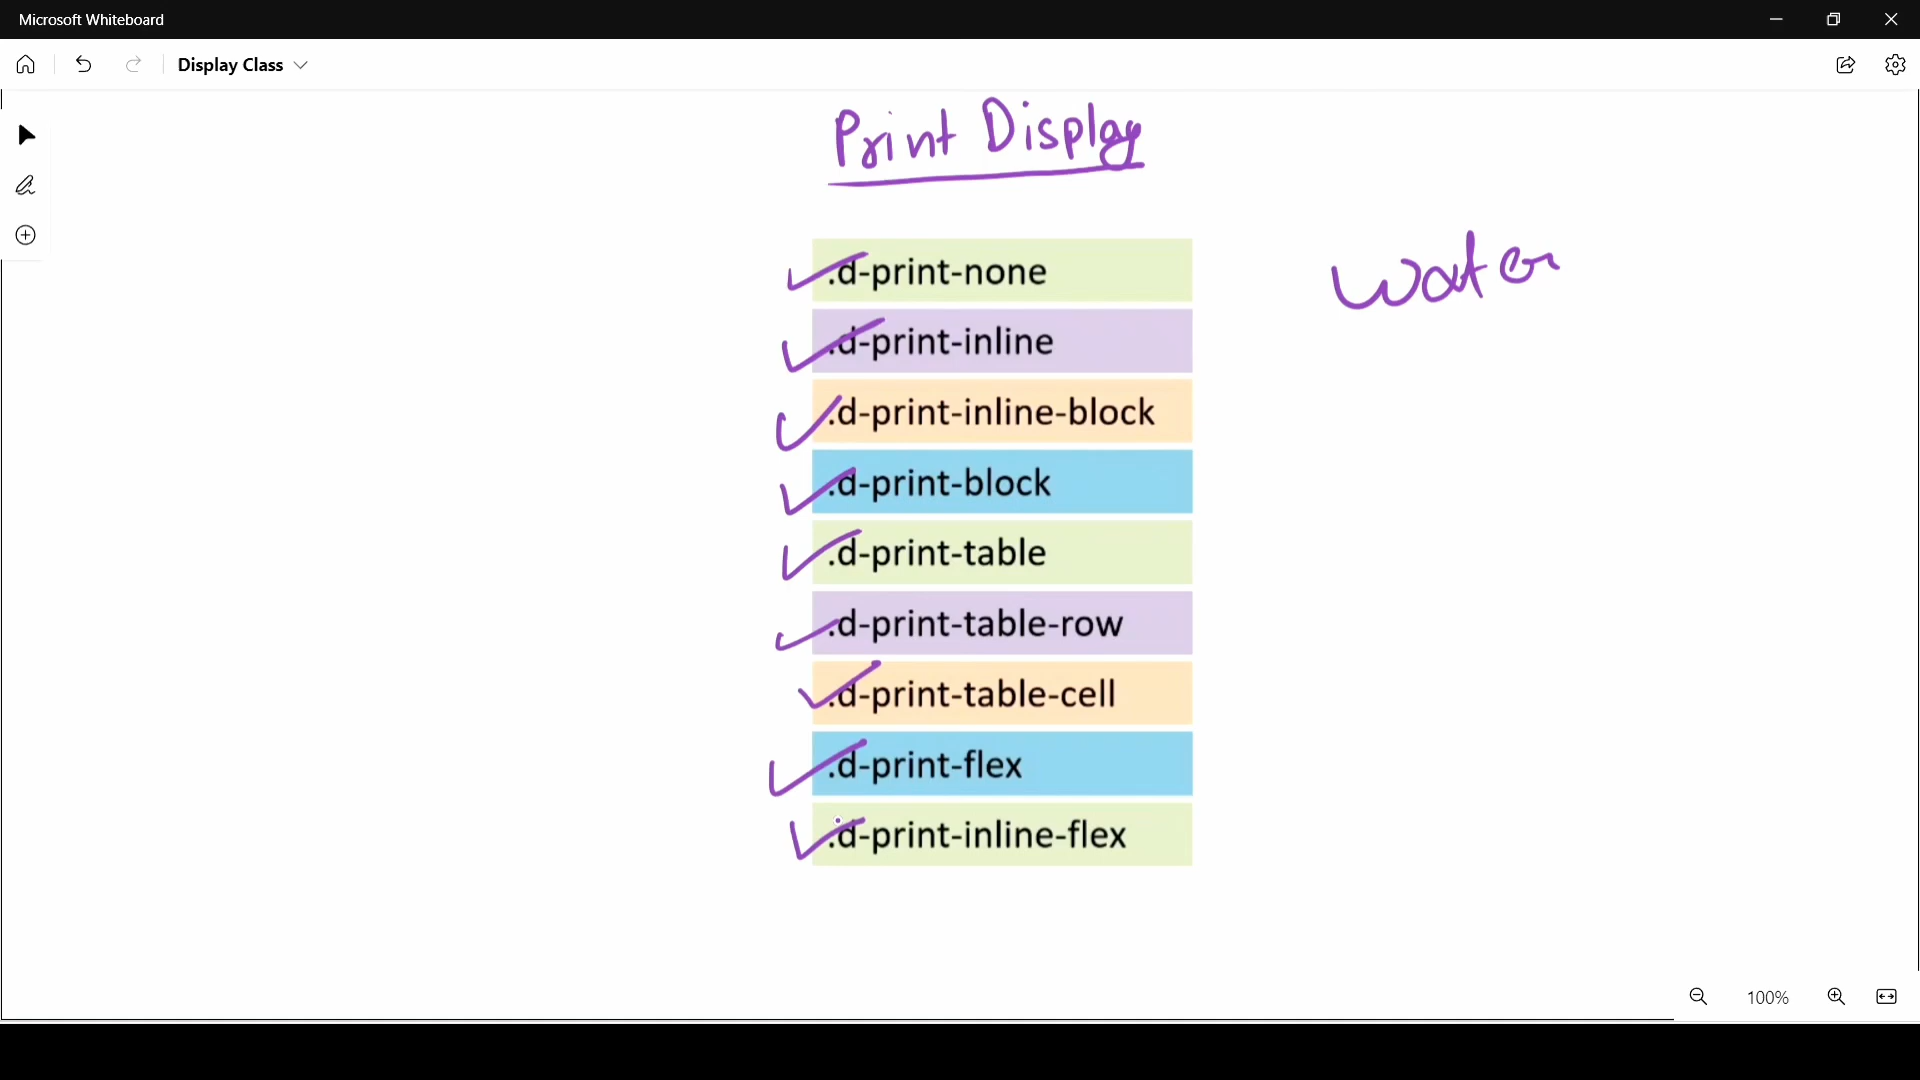 Microsoft Whiteboard
Display Class
Print Display
water
.d-print-none
.d-print-inline
.d-print-inline-block
.d-print-block
.d-print-table
.d-print-table-row
.d-print-table-cell
.d-print-flex
.d-print-inline-flex
100%